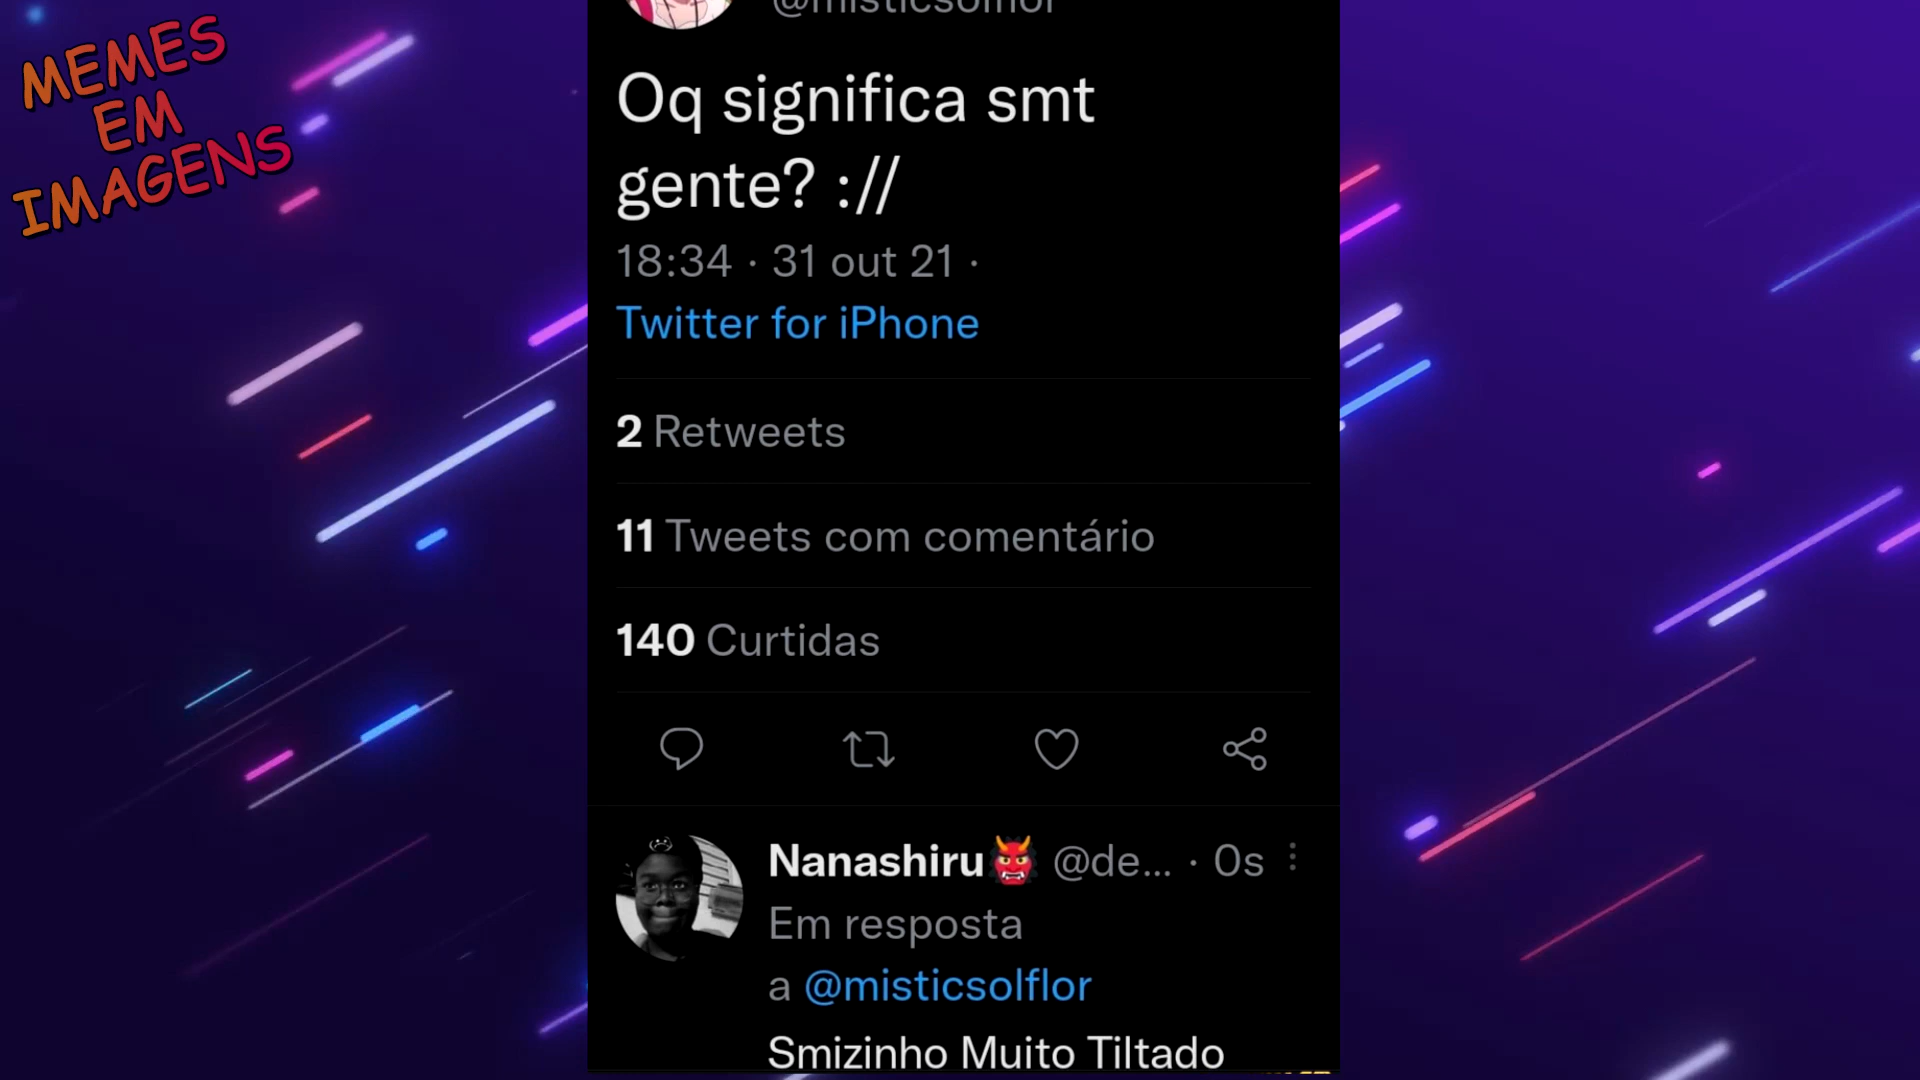 MEMES
EM
IMAGENS
Oq significa smt
gente? ://
18:34 · 31 out 21 ·
Twitter for iPhone
2 Retweets
11 Tweets com comentário
140 Curtidas
Nanashiru👹 @de... · 0s
Em resposta
a @misticsolflor
Smizinho Muito Tiltado